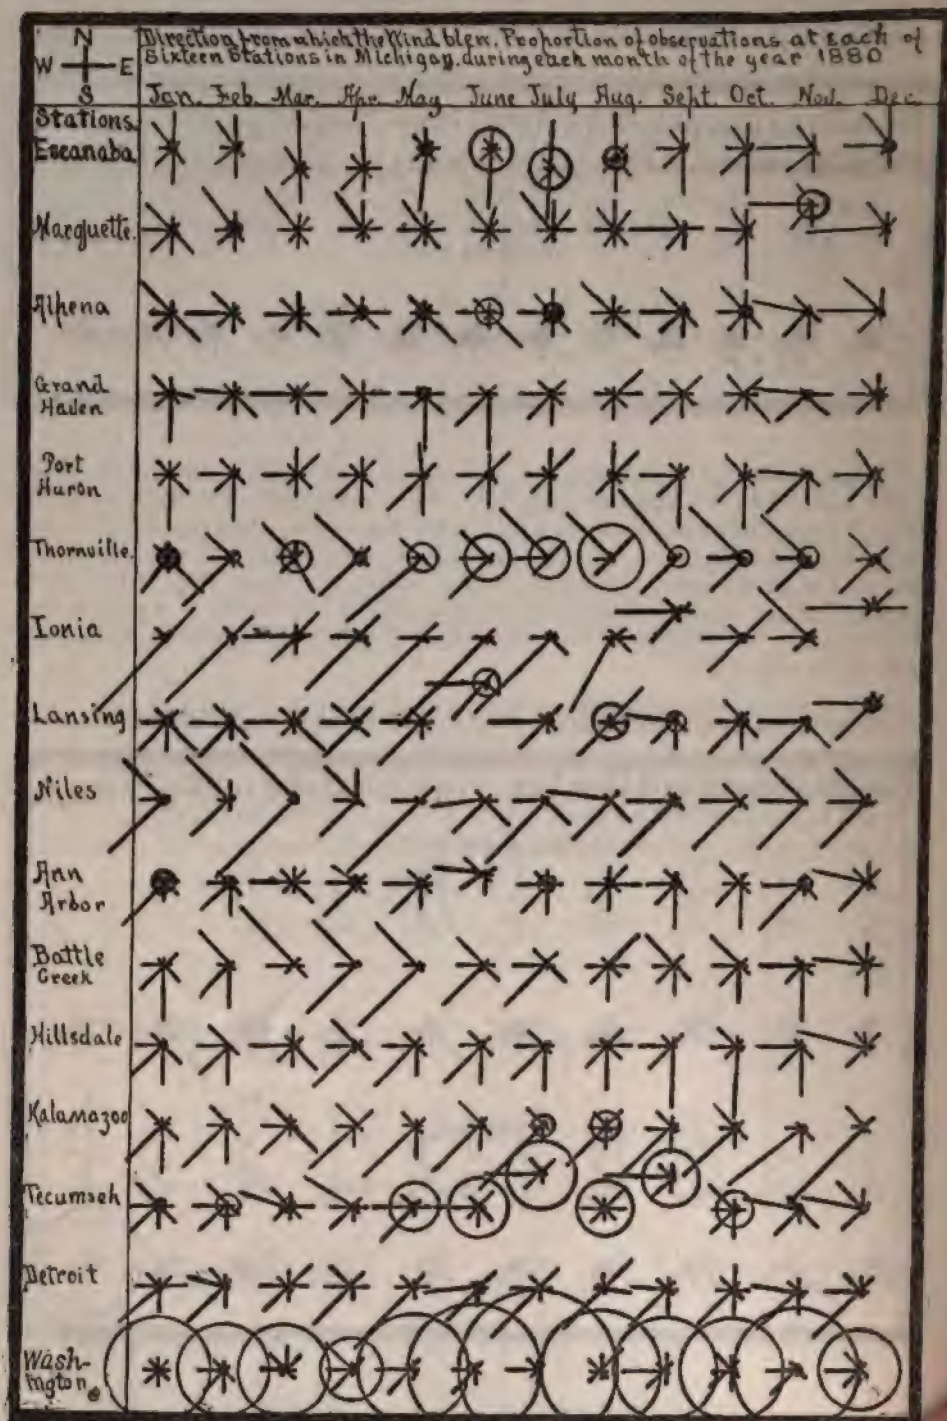 N
W E
S
Direction from which the Wind blew. Proportion of observations at each of
Sixteen Stations in Michigan, during each month of the year 1880
Jan. Feb. Mar. Apr. May June July Aug. Sept. Oct. Nov. Dec.
Stations.
Escanaba
Marquette.
Alpena
Grand
Haven
Port
Huron
Thornville.
Ionia
Lansing
Niles
Ann
Arbor
Battle
Creek
Hillsdale
Kalamazoo
Tecumseh
Detroit
Wash-
ington